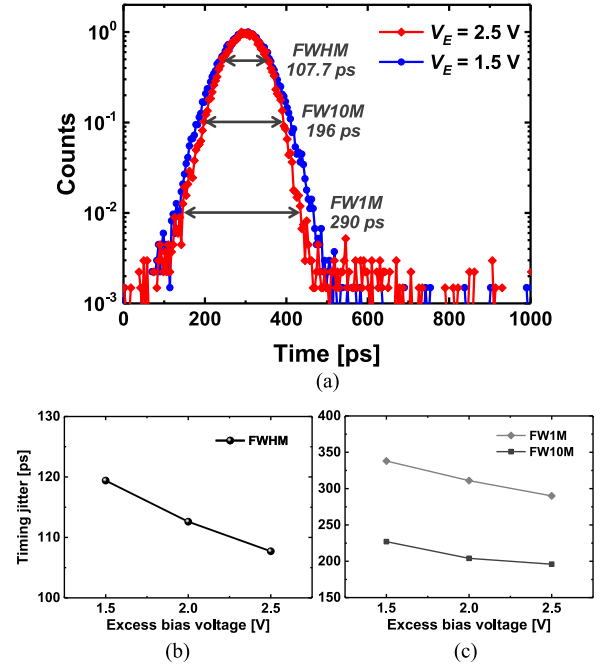 (a)
10⁰
10⁻¹
10⁻²
10⁻³
Counts
FWHM
107.7 ps
FW10M
196 ps
FW1M
290 ps
V_E = 2.5 V
V_E = 1.5 V
0
200
400
600
800
1000
Time [ps]
(a)
130
120
110
100
Timing jitter [ps]
FWHM
1.5
2.0
2.5
Excess bias voltage [V]
(b)
400
350
300
250
200
150
100
FW1M
FW10M
1.5
2.0
2.5
Excess bias voltage [V]
(c)